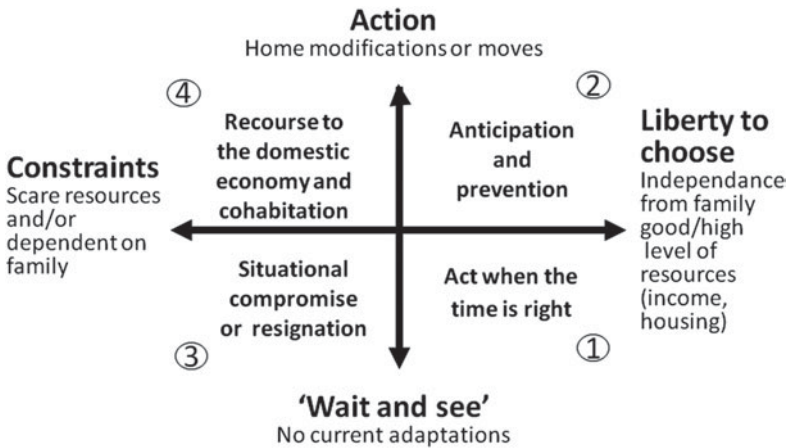 Action
Home modifications or moves
④
②
Recourse to
the domestic
economy and
cohabitation
Anticipation
and
prevention
Constraints
Scare resources
and/or
dependent on
family
Liberty to
choose
Independance
from family
good/high
level of
resources
(income,
housing)
Situational
compromise
or resignation
Act when the
time is right
③
①
‘Wait and see’
No current adaptations